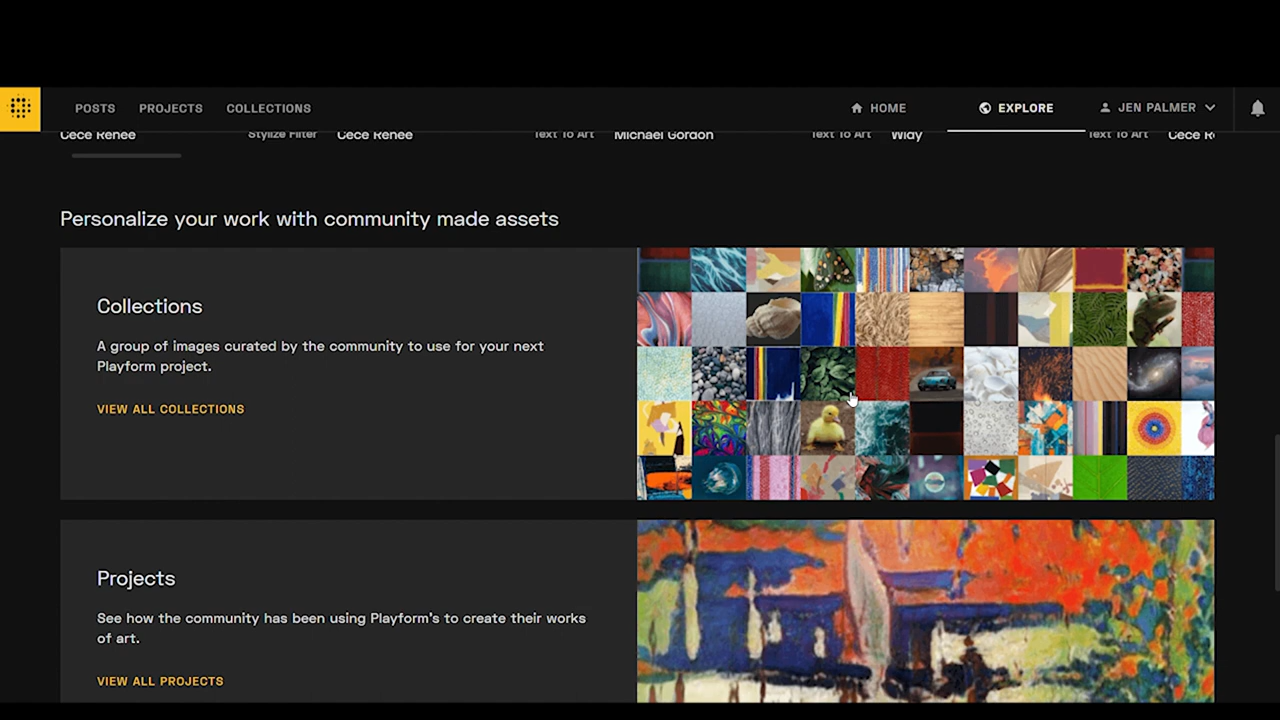 POSTS PROJECTS COLLECTIONS HOME EXPLORE JEN PALMER
Cece Renee Stylize Filter Cece Renee Text To Art Michael Gordon Text To Art Widy Text To Art Cece R
Personalize your work with community made assets
Collections
A group of images curated by the community to use for your next
Playform project.
VIEW ALL COLLECTIONS
Projects
See how the community has been using Playform's to create their works
of art.
VIEW ALL PROJECTS